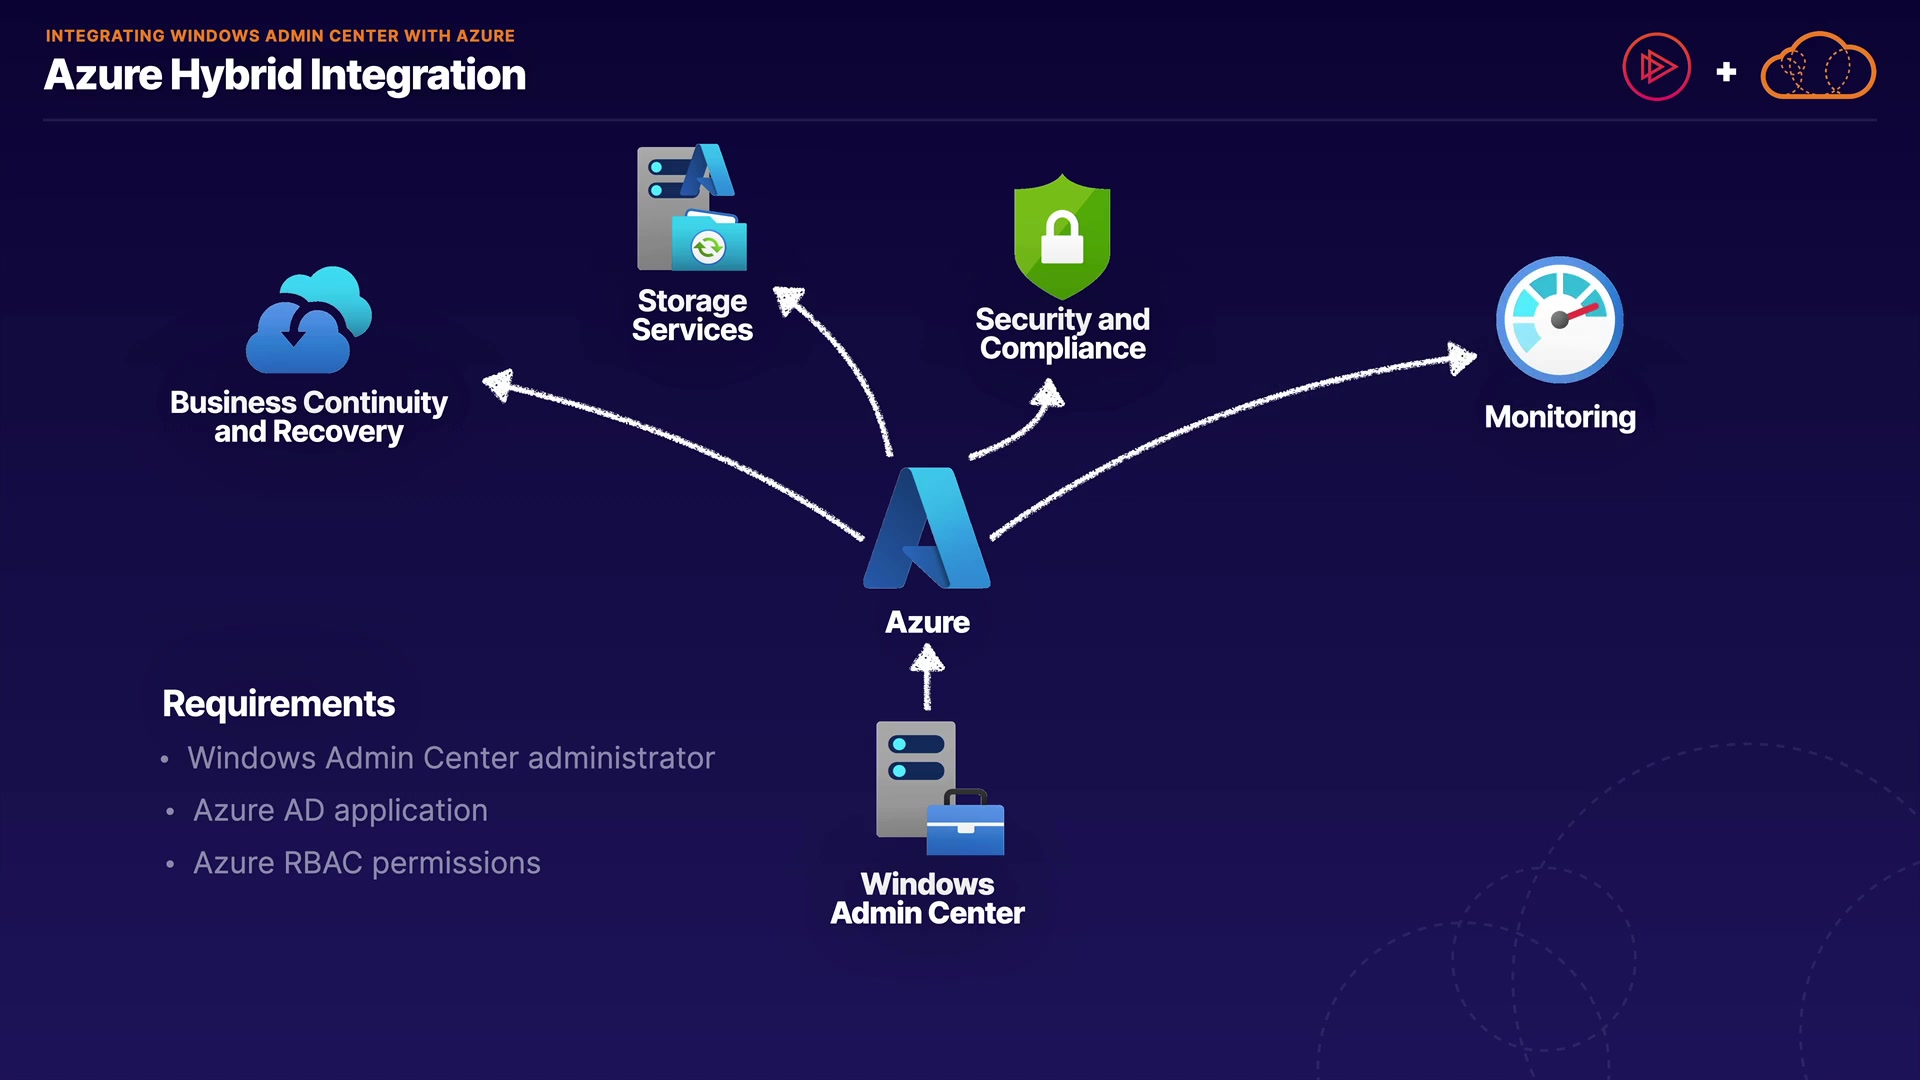 INTEGRATING WINDOWS ADMIN CENTER WITH AZURE
Azure Hybrid Integration
Storage
Services
Security and
Compliance
Business Continuity
and Recovery
Monitoring
Azure
Requirements
• Windows Admin Center administrator
• Azure AD application
• Azure RBAC permissions
Windows
Admin Center